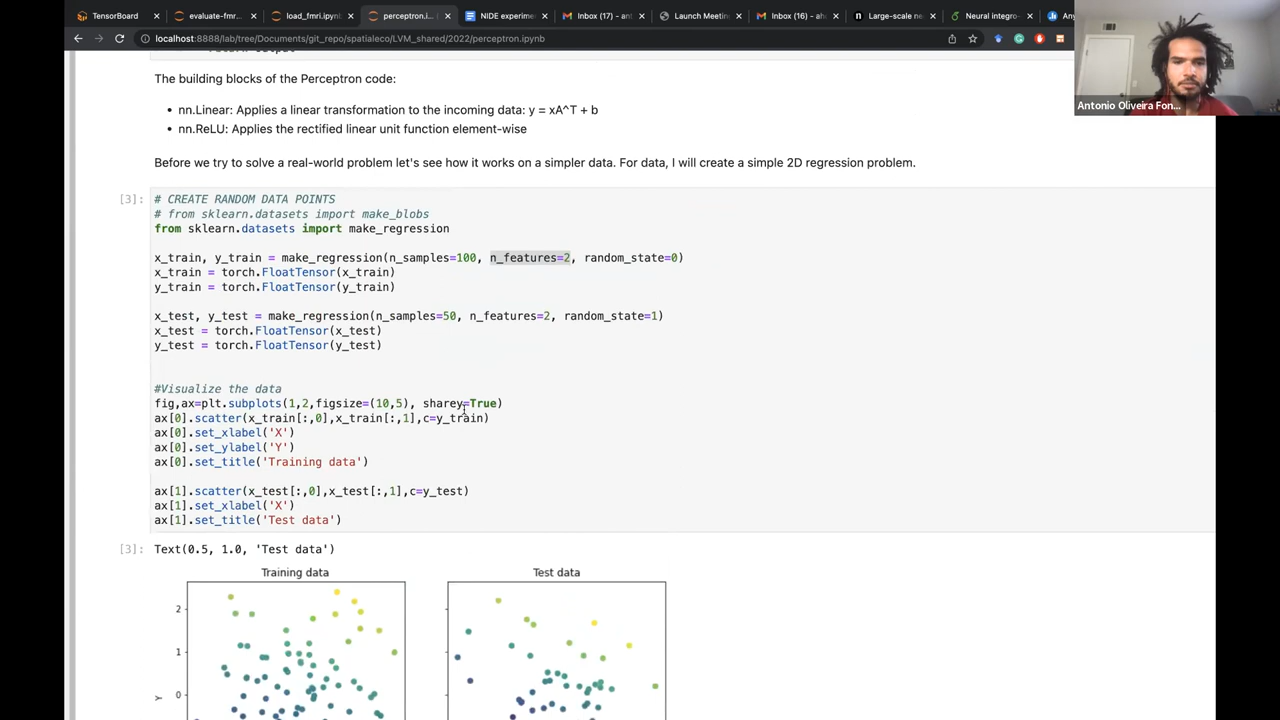 TensorBoard
evaluate-fmr...
load_fmri.ipynb
perceptron.i...
NIDE experime
Inbox (17) - ant
Launch Meeting
Inbox (16) - aho
Large-scale ne
Neural integro-
Any
localhost:8888/lab/tree/Documents/git_repo/spatialeco/LVM_shared/2022/perceptron.ipynb
Antonio Oliveira Fon...
The building blocks of the Perceptron code:
• nn.Linear: Applies a linear transformation to the incoming data: y = xA^T + b
• nn.ReLU: Applies the rectified linear unit function element-wise
Before we try to solve a real-world problem let's see how it works on a simpler data. For data, I will create a simple 2D regression problem.
[3]: # CREATE RANDOM DATA POINTS
# from sklearn.datasets import make_blobs
from sklearn.datasets import make_regression
x_train, y_train = make_regression(n_samples=100, n_features=2, random_state=0)
x_train = torch.FloatTensor(x_train)
y_train = torch.FloatTensor(y_train)
x_test, y_test = make_regression(n_samples=50, n_features=2, random_state=1)
x_test = torch.FloatTensor(x_test)
y_test = torch.FloatTensor(y_test)
#Visualize the data
fig,ax=plt.subplots(1,2,figsize=(10,5), sharey=True)
ax[0].scatter(x_train[:,0],x_train[:,1],c=y_train)
ax[0].set_xlabel('X')
ax[0].set_ylabel('Y')
ax[0].set_title('Training data')
ax[1].scatter(x_test[:,0],x_test[:,1],c=y_test)
ax[1].set_xlabel('X')
ax[1].set_title('Test data')
[3]: Text(0.5, 1.0, 'Test data')
Training data
Test data
2
1
0
Y